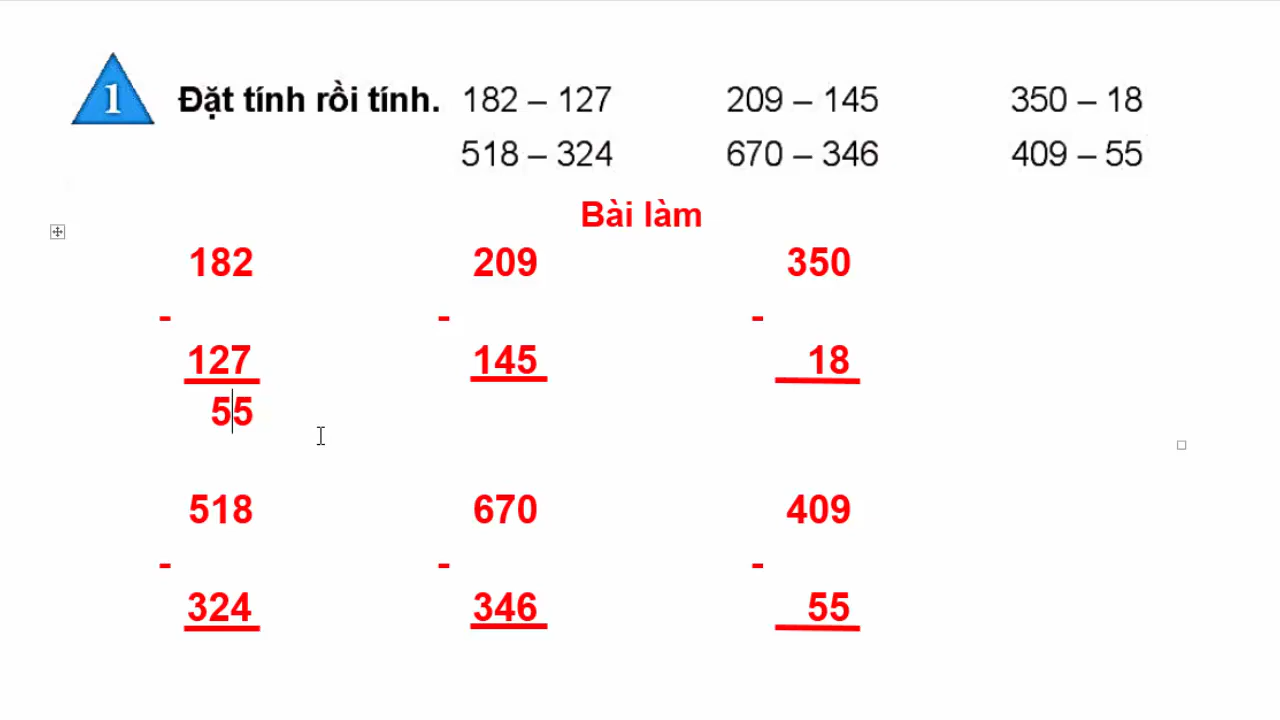 1 Đặt tính rồi tính. 182 – 127 209 – 145 350 – 18
518 – 324 670 – 346 409 – 55
Bài làm
182 209 350
- - -
127 145 18
55
518 670 409
- - -
324 346 55